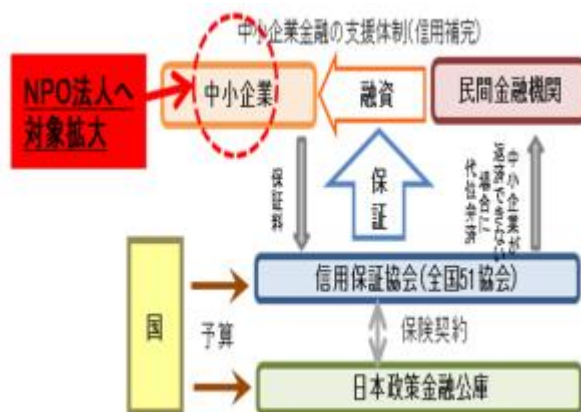 中小企業金融の支援体制(信用補完)
NPO法人へ
対象拡大
中小企業
融資
民間金融機関
保証料
保証
中小企業が
返済できない
場合に
代位弁済
国
予算
信用保証協会(全国51協会)
保険契約
日本政策金融公庫